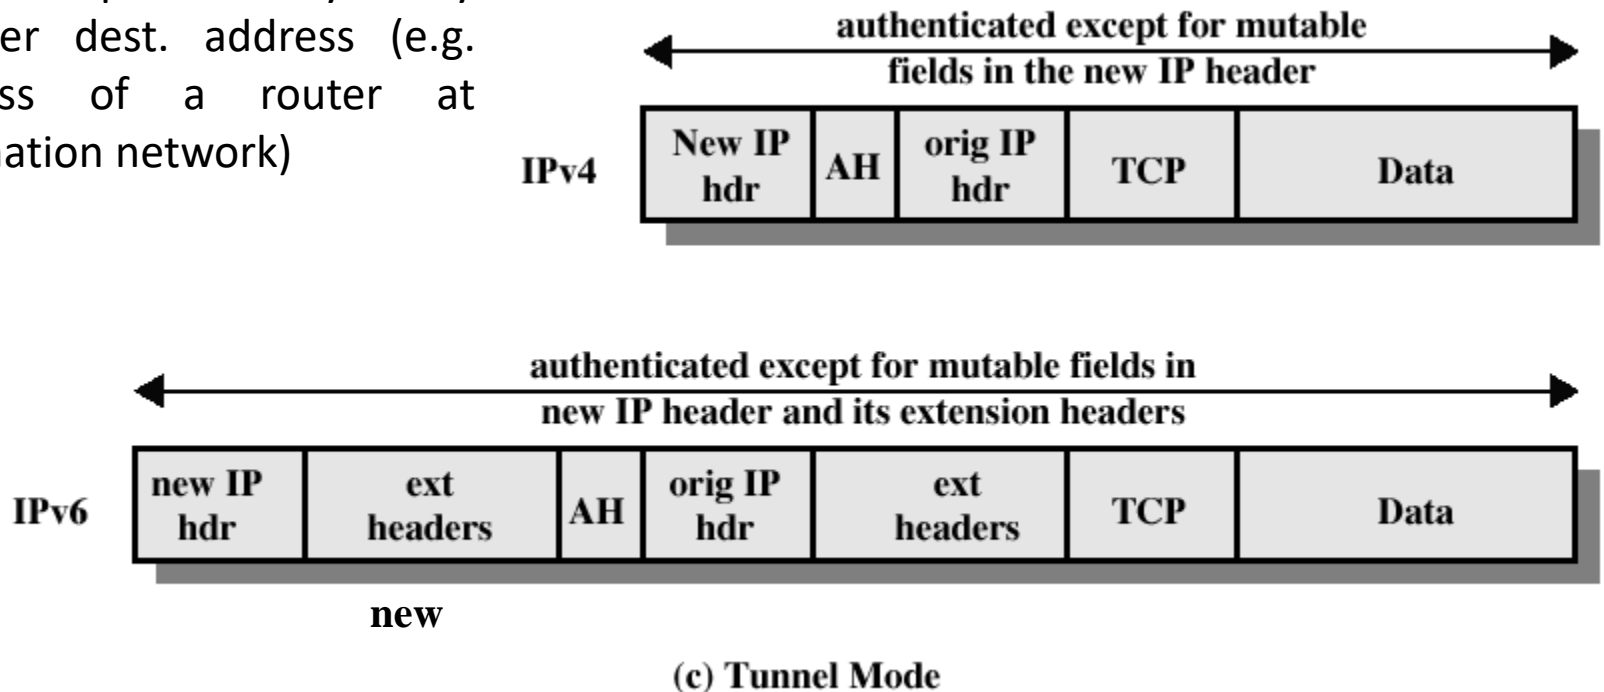 er dest. address (e.g.
ss of a router at
nation network)
authenticated except for mutable
fields in the new IP header
IPv4
New IP hdr
AH
orig IP hdr
TCP
Data
authenticated except for mutable fields in
new IP header and its extension headers
IPv6
new IP hdr
ext headers
AH
orig IP hdr
ext headers
TCP
Data
new
(c) Tunnel Mode